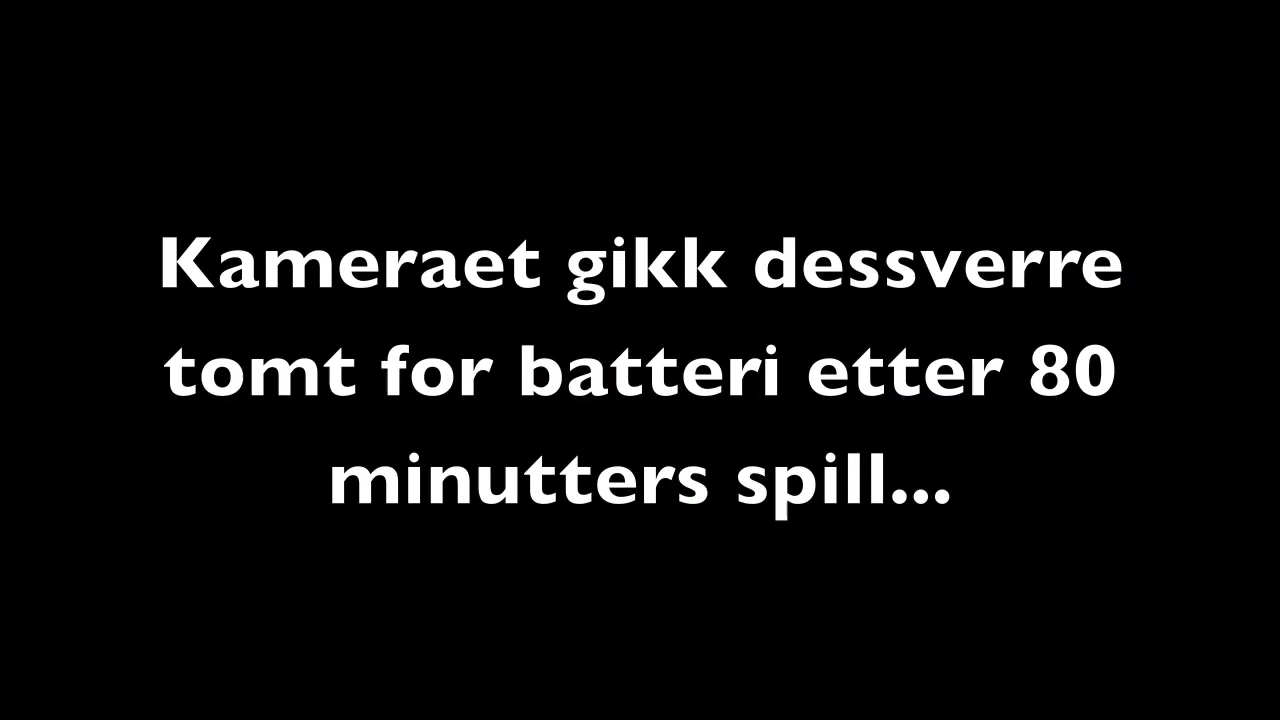 Kameraet gikk dessverre
tomt for batteri etter 80
minutters spill...